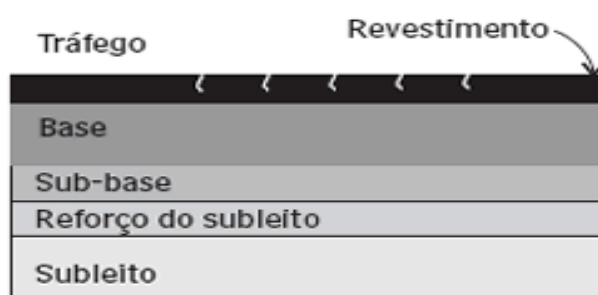 Tráfego
Revestimento
Base
Sub-base
Reforço do subleito
Subleito